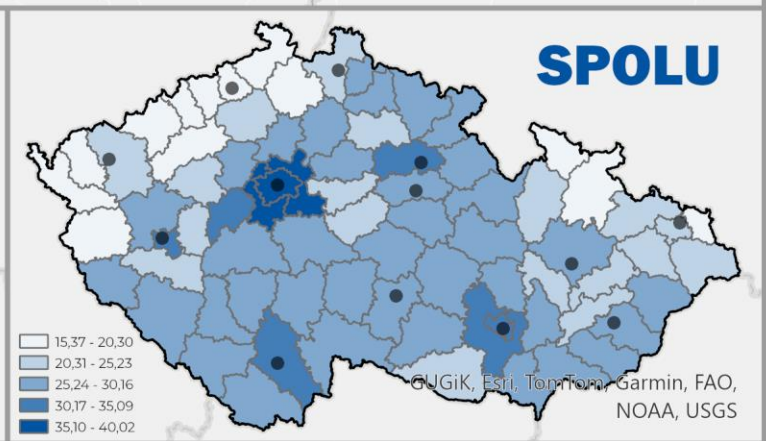 SPOLU
15,37 - 20,30
20,31 - 25,23
25,24 - 30,16
30,17 - 35,09
35,10 - 40,02
GUGiK, Esri, TomTom, Garmin, FAO,
NOAA, USGS